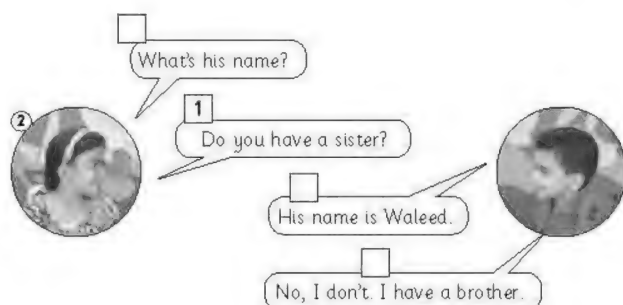 What's his name?
② 1
Do you have a sister?
His name is Waleed.
No, I don't. I have a brother.